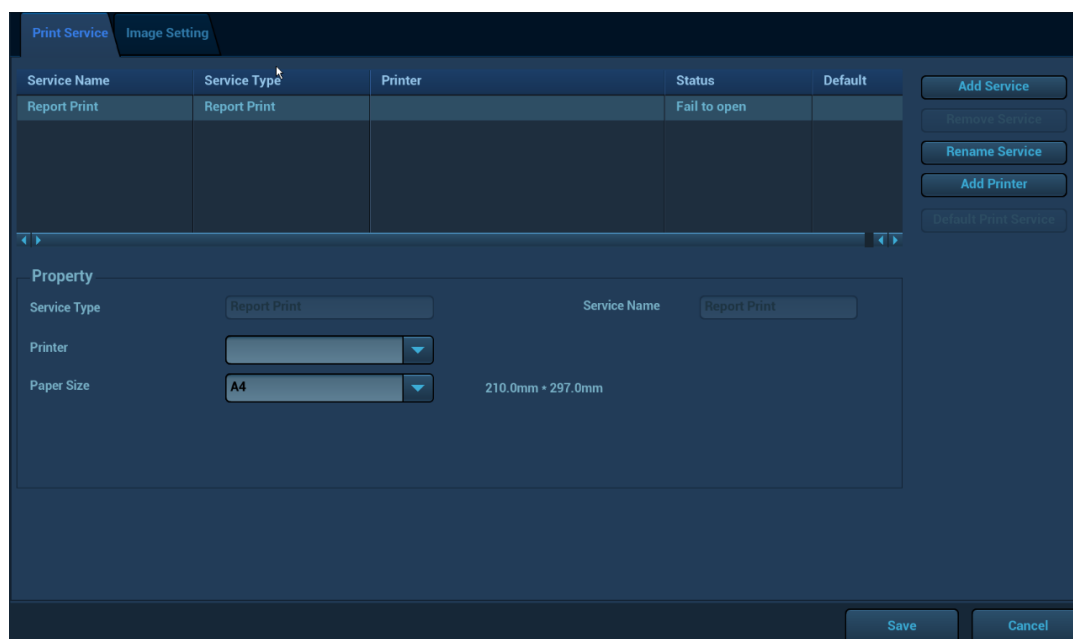 Print Service Image Setting
Service Name Service Type Printer Status Default
Report Print Report Print Fail to open
Add Service
Remove Service
Rename Service
Add Printer
Default Print Service
Property
Service Type Report Print Service Name Report Print
Printer
Paper Size A4 210.0mm * 297.0mm
Save Cancel